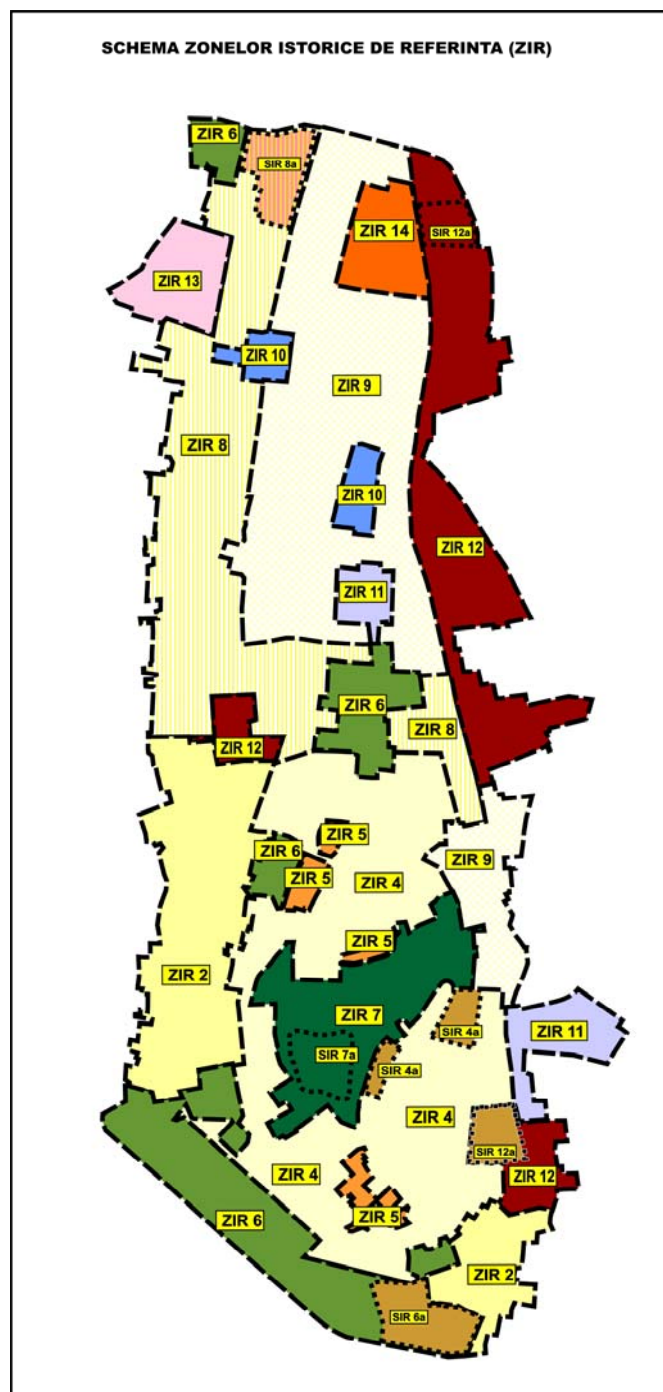 SCHEMA ZONELOR ISTORICE DE REFERINTA (ZIR)
ZIR 6
SIR 8a
ZIR 14
SIR 12a
ZIR 13
ZIR 10
ZIR 9
ZIR 8
ZIR 10
ZIR 12
ZIR 11
ZIR 6
ZIR 8
ZIR 12
ZIR 5
ZIR 6
ZIR 9
ZIR 5
ZIR 4
ZIR 5
ZIR 2
ZIR 7
SIR 4a
ZIR 11
SIR 7a
SIR 4a
ZIR 4
SIR 12a
ZIR 4
ZIR 12
ZIR 5
ZIR 6
ZIR 2
SIR 6a